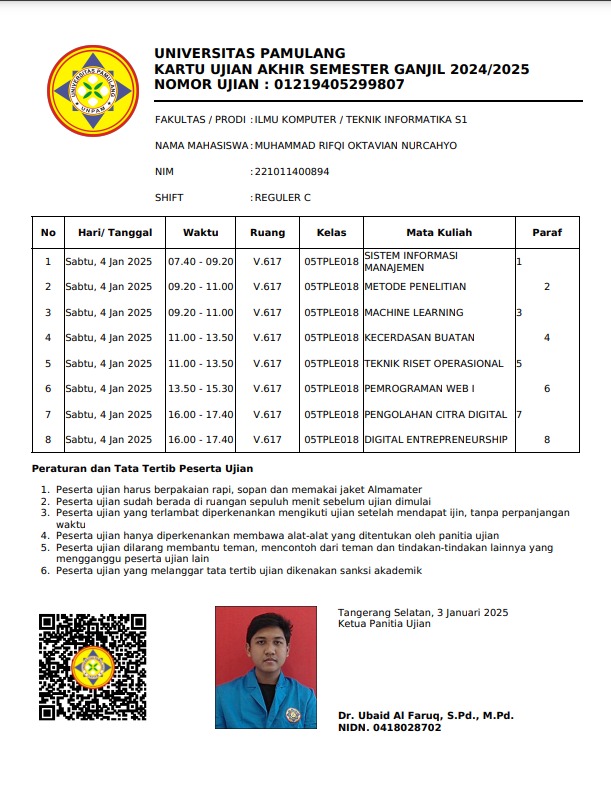 UNIVERSITAS PAMULANG
KARTU UJIAN AKHIR SEMESTER GANJIL 2024/2025
NOMOR UJIAN : 01219405299807
UNIVERSITAS PAMULANG
UNPAM
FAKULTAS / PRODI : ILMU KOMPUTER / TEKNIK INFORMATIKA S1
NAMA MAHASISWA : MUHAMMAD RIFQI OKTAVIAN NURCAHYO
NIM : 221011400894
SHIFT : REGULER C
No Hari/ Tanggal Waktu Ruang Kelas Mata Kuliah Paraf
1 Sabtu, 4 Jan 2025 07.40 - 09.20 V.617 05TPLE018 SISTEM INFORMASI MANAJEMEN 1
2 Sabtu, 4 Jan 2025 09.20 - 11.00 V.617 05TPLE018 METODE PENELITIAN 2
3 Sabtu, 4 Jan 2025 09.20 - 11.00 V.617 05TPLE018 MACHINE LEARNING 3
4 Sabtu, 4 Jan 2025 11.00 - 13.50 V.617 05TPLE018 KECERDASAN BUATAN 4
5 Sabtu, 4 Jan 2025 11.00 - 13.50 V.617 05TPLE018 TEKNIK RISET OPERASIONAL 5
6 Sabtu, 4 Jan 2025 13.50 - 15.30 V.617 05TPLE018 PEMROGRAMAN WEB I 6
7 Sabtu, 4 Jan 2025 16.00 - 17.40 V.617 05TPLE018 PENGOLAHAN CITRA DIGITAL 7
8 Sabtu, 4 Jan 2025 16.00 - 17.40 V.617 05TPLE018 DIGITAL ENTREPRENEURSHIP 8
Peraturan dan Tata Tertib Peserta Ujian
1. Peserta ujian harus berpakaian rapi, sopan dan memakai jaket Almamater
2. Peserta ujian sudah berada di ruangan sepuluh menit sebelum ujian dimulai
3. Peserta ujian yang terlambat diperkenankan mengikuti ujian setelah mendapat ijin, tanpa perpanjangan
waktu
4. Peserta ujian hanya diperkenankan membawa alat-alat yang ditentukan oleh panitia ujian
5. Peserta ujian dilarang membantu teman, mencontoh dari teman dan tindakan-tindakan lainnya yang
mengganggu peserta ujian lain
6. Peserta ujian yang melanggar tata tertib ujian dikenakan sanksi akademik
Tangerang Selatan, 3 Januari 2025
Ketua Panitia Ujian
Dr. Ubaid Al Faruq, S.Pd., M.Pd.
NIDN. 0418028702